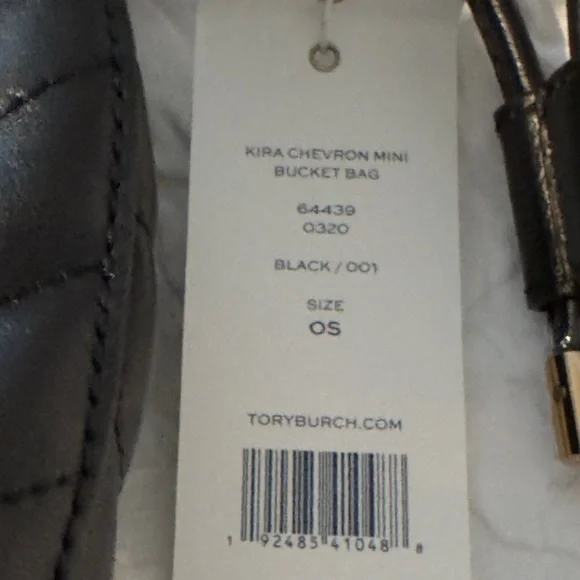 KIRA CHEVRON MINI
BUCKET BAG
64439
0320
BLACK / 001
SIZE
OS
TORYBURCH.COM
1 92485 41048 8